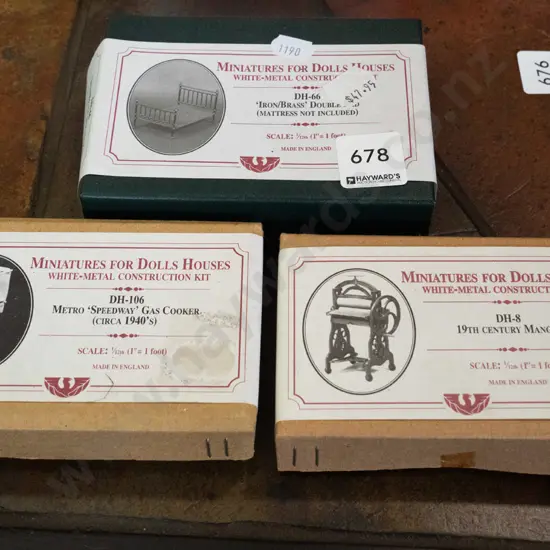 1190
MINIATURES FOR DOLLS HOUSES
WHITE-METAL CONSTRUCTION
DH-66
'IRON/BRASS' DOUBLE
(MATTRESS NOT INCLUDED)
SCALE: 1/12th (1" = 1 foot)
MADE IN ENGLAND
$47.95
678
HAYWARD'S
679
MINIATURES FOR DOLLS HOUSES
WHITE-METAL CONSTRUCTION KIT
DH-106
METRO 'SPEEDWAY' GAS COOKER
(CIRCA 1940'S)
SCALE: 1/12th (1" = 1 foot)
MADE IN ENGLAND
MINIATURES FOR DOLLS
WHITE-METAL CONSTRUCT
DH-8
19TH CENTURY MANG
SCALE: 1/12th (1" = 1 fo
MADE IN ENGLAND